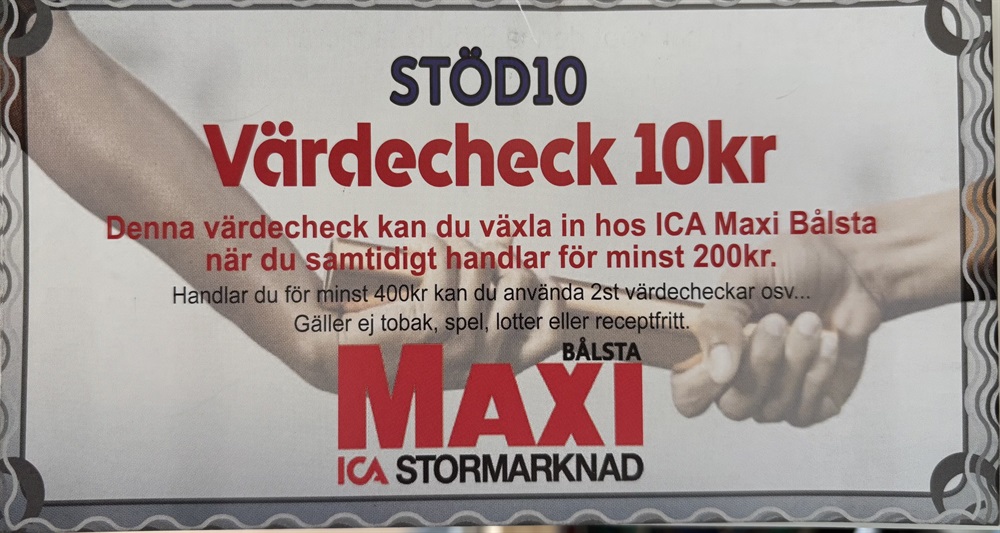 STÖD10
Värdecheck 10kr
Denna värdecheck kan du växla in hos ICA Maxi Bålsta
när du samtidigt handlar för minst 200kr.
Handlar du för minst 400kr kan du använda 2st värdecheckar osv...
Gäller ej tobak, spel, lotter eller receptfritt.
BÅLSTA
MAXI
ICA STORMARKNAD